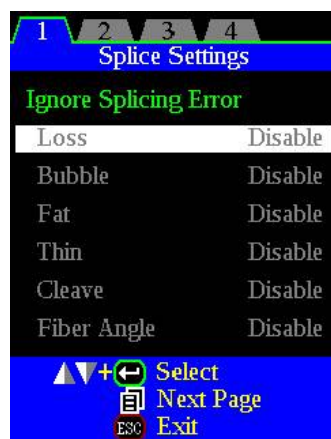 1 2 3 4
Splice Settings
Ignore Splicing Error
Loss Disable
Bubble Disable
Fat Disable
Thin Disable
Cleave Disable
Fiber Angle Disable
+ Select
Next Page
ESC Exit